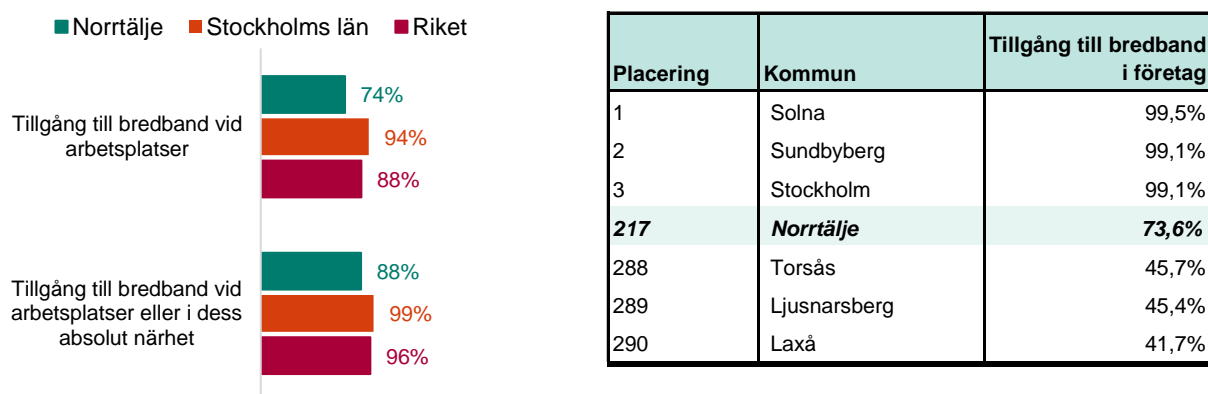 Norrtälje Stockholms län Riket
Tillgång till bredband vid
arbetsplatser
74%
94%
88%
Tillgång till bredband vid
arbetsplatser eller i dess
absolut närhet
88%
99%
96%
Placering Kommun Tillgång till bredband i företag
1 Solna 99,5%
2 Sundbyberg 99,1%
3 Stockholm 99,1%
217 Norrtälje 73,6%
288 Torsås 45,7%
289 Ljusnarsberg 45,4%
290 Laxå 41,7%